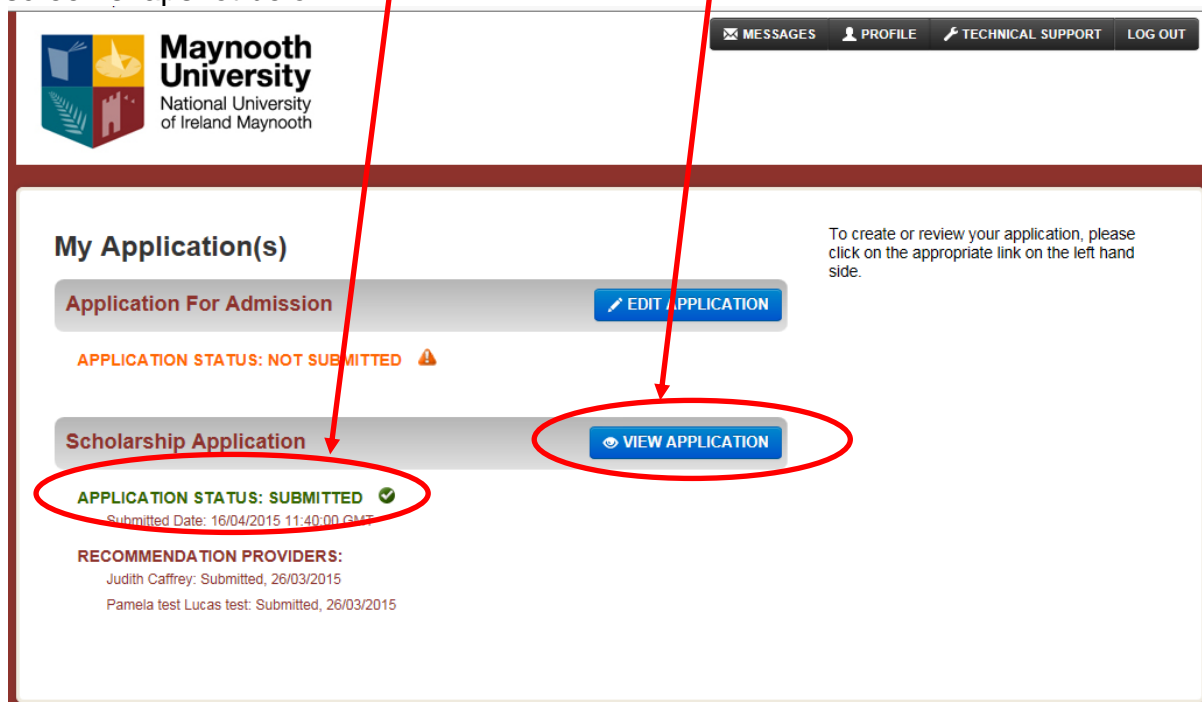 MESSAGES PROFILE TECHNICAL SUPPORT LOG OUT
Maynooth
University
National University
of Ireland Maynooth
My Application(s)
To create or review your application, please
click on the appropriate link on the left hand
side.
Application For Admission
EDIT APPLICATION
APPLICATION STATUS: NOT SUBMITTED
Scholarship Application
VIEW APPLICATION
APPLICATION STATUS: SUBMITTED
Submitted Date: 16/04/2015 11:40:00 GMT
RECOMMENDATION PROVIDERS:
Judith Caffrey: Submitted, 26/03/2015
Pamela test Lucas test: Submitted, 26/03/2015